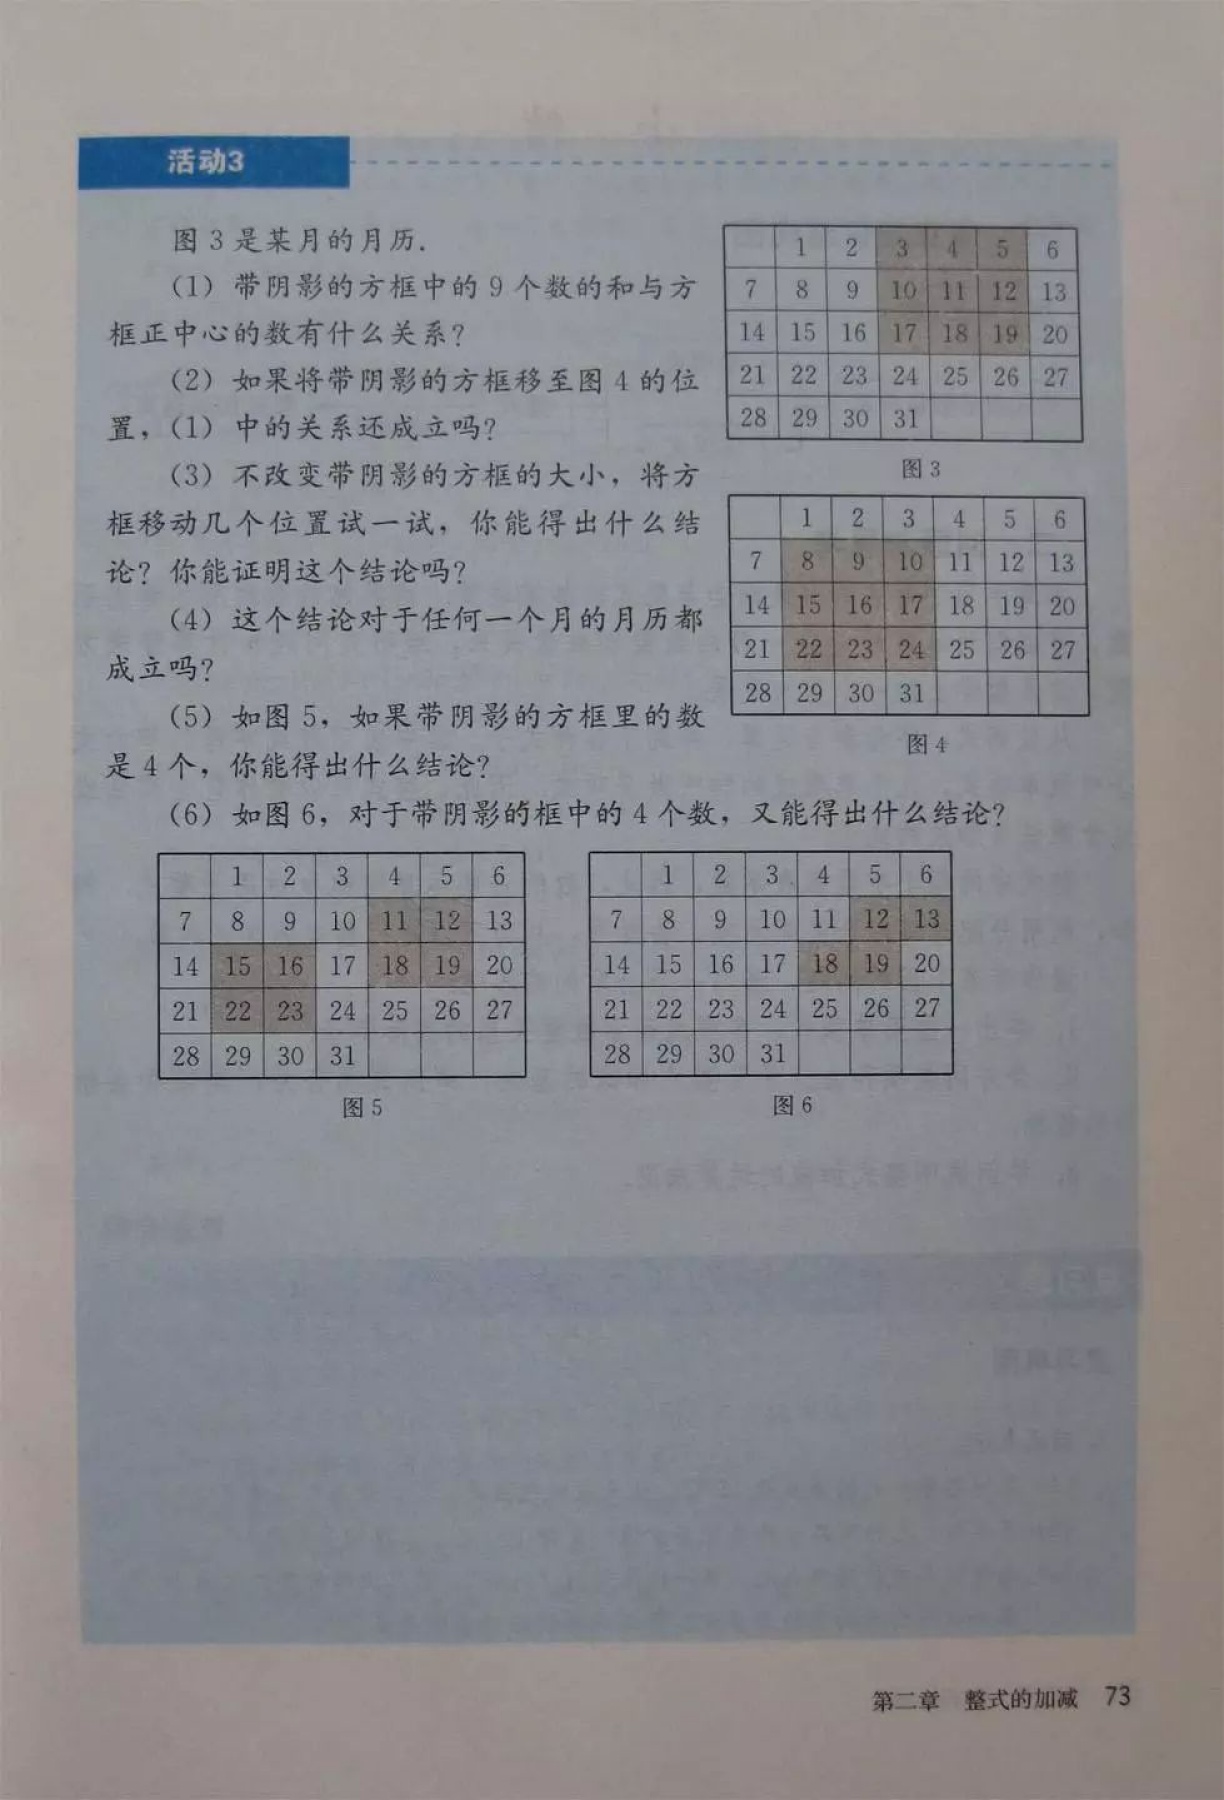 活动3
图 3 是某月的月历.
(1) 带阴影的方框中的 9 个数的和与方
框正中心的数有什么关系?
(2) 如果将带阴影的方框移至图 4 的位
置, (1) 中的关系还成立吗?
(3) 不改变带阴影的方框的大小, 将方
框移动几个位置试一试, 你能得出什么结
论? 你能证明这个结论吗?
(4) 这个结论对于任何一个月的月历都
成立吗?
(5) 如图 5, 如果带阴影的方框里的数
是 4 个, 你能得出什么结论?
(6) 如图 6, 对于带阴影的框中的 4 个数, 又能得出什么结论?
1 2 3 4 5 6
7 8 9 10 11 12 13
14 15 16 17 18 19 20
21 22 23 24 25 26 27
28 29 30 31
图 3
1 2 3 4 5 6
7 8 9 10 11 12 13
14 15 16 17 18 19 20
21 22 23 24 25 26 27
28 29 30 31
图 4
1 2 3 4 5 6
7 8 9 10 11 12 13
14 15 16 17 18 19 20
21 22 23 24 25 26 27
28 29 30 31
图 5
1 2 3 4 5 6
7 8 9 10 11 12 13
14 15 16 17 18 19 20
21 22 23 24 25 26 27
28 29 30 31
图 6
第二章 整式的加减 73